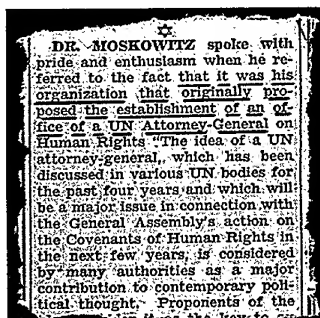 DR. MOSKOWITZ spoke with
pride and enthusiasm when he re-
ferred to the fact that it was his
organization that originally pro-
posed the establishment of an of-
fice of a UN Attorney-General on
Human Rights "The idea of a UN
attorney-general, which has been
discussed in various UN bodies for
the past four years and which will
be a major issue in connection with
the General Assembly's action on
the Covenants of Human Rights in
the next few years, is considered
by many authorities as a major
contribution to contemporary poli-
tical thought. Proponents of the